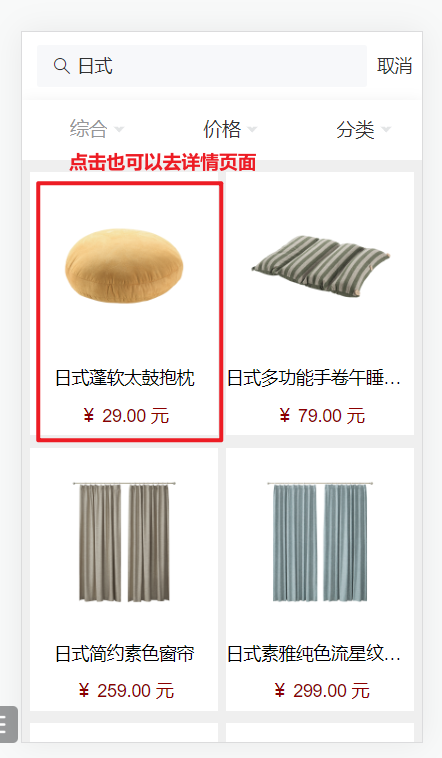 日式 取消
综合 价格 分类
点击也可以去详情页面
日式蓬软太鼓抱枕 日式多功能手卷午睡…
¥ 29.00 元 ¥ 79.00 元
日式简约素色窗帘 日式素雅纯色流星纹…
¥ 259.00 元 ¥ 299.00 元